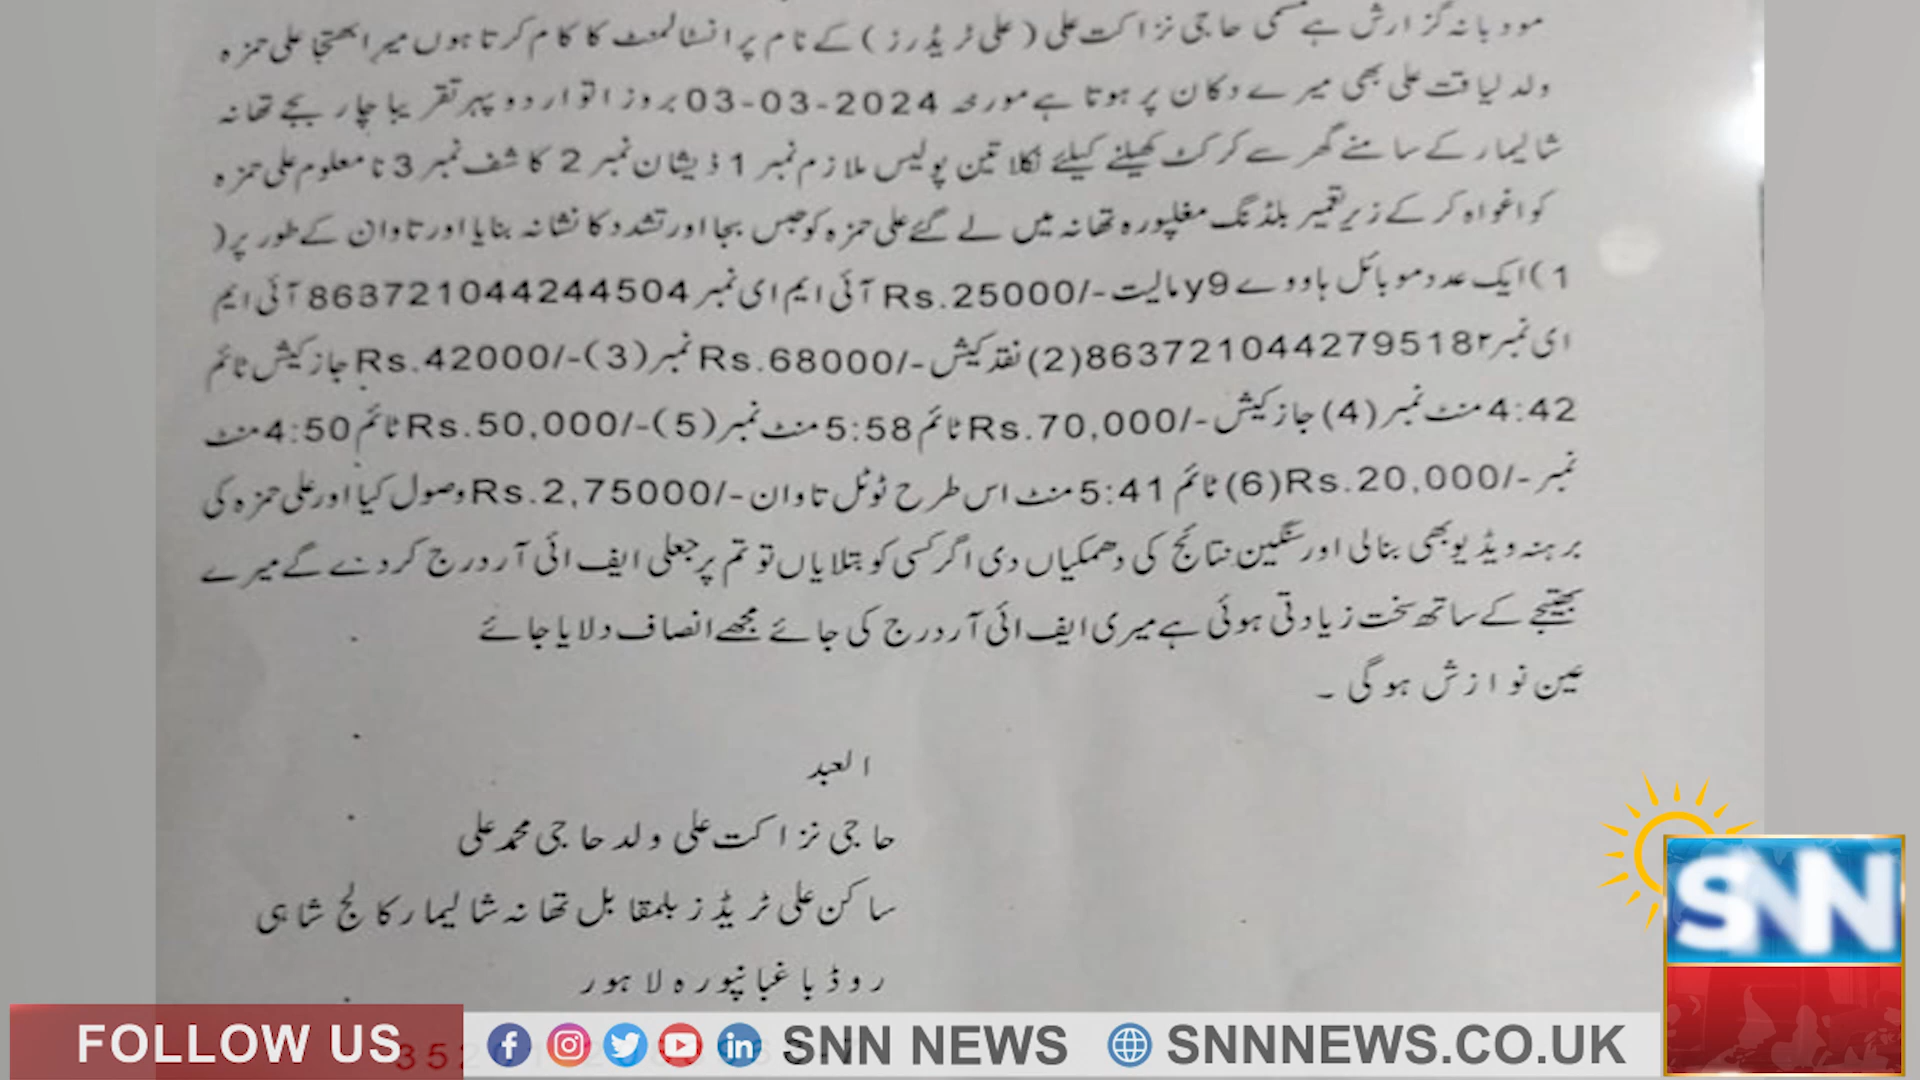 مودبانہ گزارش ہے مسمی حاجی نزاکت علی (علی ٹریڈرز) کے نام پر انسٹالمنٹ کا کام کرتا ہوں میرا بھتیجا علی حمزہ
ولد لیاقت علی بھی میرے دکان پر ہوتا ہے مورخہ 03-03-2024 بروز اتوار دوپہر تقریبا چار بجے تھانہ
شالیمار کے سامنے گھر سے کرکٹ کھیلنے کیلئے نکلا تین پولیس ملازم نمبر 1 ذیشان نمبر 2 کاشف نمبر 3 نامعلوم علی حمزہ
کو اغواہ کر کے زیر تعمیر بلڈنگ مغلپورہ تھانہ میں لے گئے علی حمزہ کو حبس بجا اور تشدد کا نشانہ بنایا اور تاوان کے طور پر (
1) ایک عدد موبائل ہاووے y9 مالیت -/Rs.25000 آئی ایم ای نمبر 863721044244504 آئی ایم
ای نمبر ۲ 863721044279518 (2) نقد کیش -/Rs.68000 نمبر (3) -/Rs.42000 جاز کیش ٹائم
4:42 منٹ نمبر (4) جاز کیش -/Rs.70,000 ٹائم 5:58 منٹ نمبر (5) -/Rs.50,000 ٹائم 4:50 منٹ
نمبر -/Rs.20,000 (6) ٹائم 5:41 منٹ اس طرح ٹوٹل تاوان -/Rs.2,75000 وصول کیا اور علی حمزہ کی
برہنہ ویڈیو بھی بنالی اور سنگین نتائج کی دھمکیاں دی اگر کسی کو بتلایاں تو تم پر جعلی ایف ائی آر درج کر دے گے میرے
بھتیجے کے ساتھ سخت زیادتی ہوئی ہے میری ایف ائی آر درج کی جائے مجھے انصاف دلایا جائے
عین نوازش ہوگی ۔
العبد
حاجی نزاکت علی ولد حاجی محمد علی
ساکن علی ٹریڈز بلمقابل تھانہ شالیمار کالج شاہی
روڈ باغبانپورہ لاہور
SNN
FOLLOW US SNN NEWS SNNNEWS.CO.UK